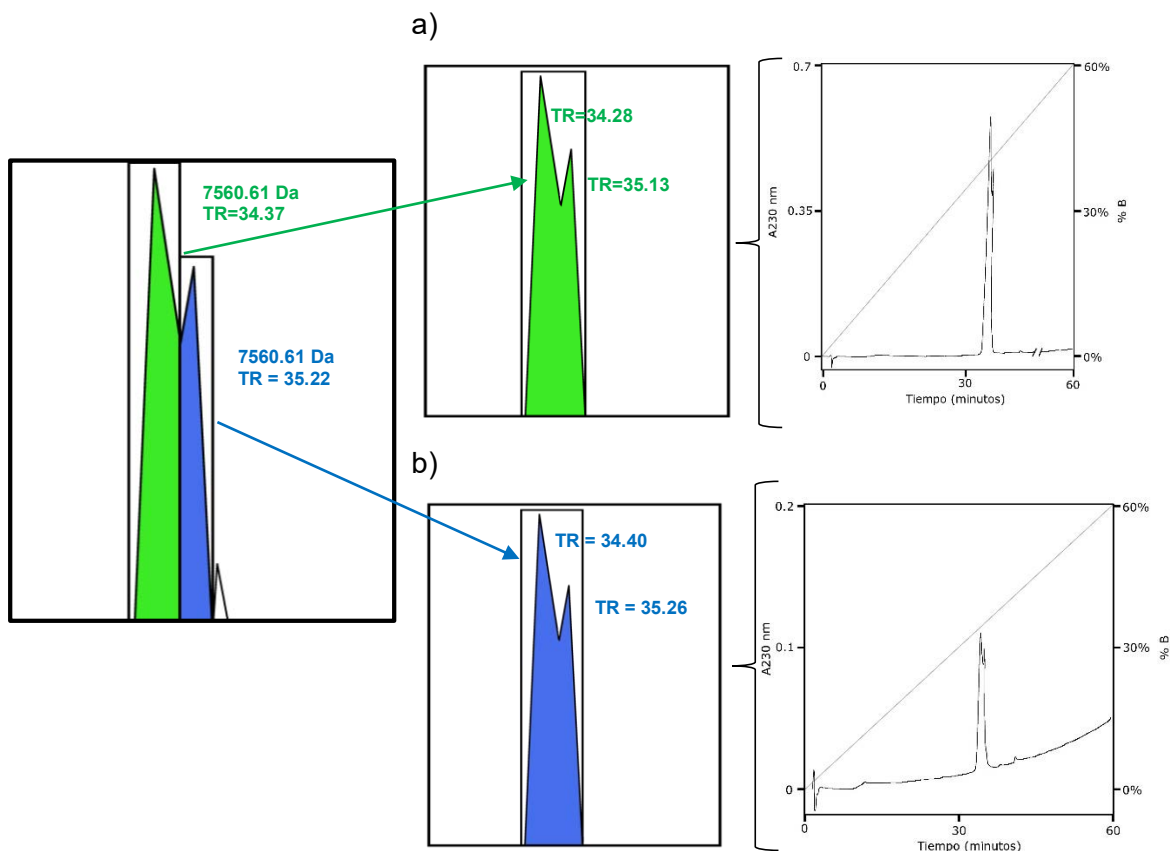 7560.61 Da
TR=34.37
7560.61 Da
TR = 35.22
a)
TR=34.28
TR=35.13
0.7
0.35
0
A230 nm
60%
30%
0%
% B
0
30
60
Tiempo (minutos)
b)
TR = 34.40
TR = 35.26
0.2
0.1
0
A230 nm
60%
30%
0%
% B
0
30
60
Tiempo (minutos)